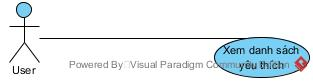 Xem danh sách
yêu thích
User
Powered By Visual Paradigm Community Edition